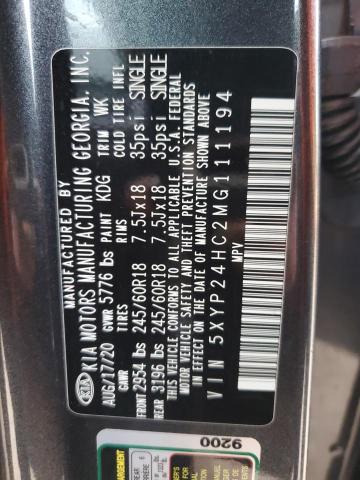 MANUFACTURED BY
KIA KIA MOTORS MANUFACTURING GEORGIA, INC.
AUG/17/20 GVWR 5776 lbs PAINT KDG TRIM WK
GAWR TIRES RIMS COLD TIRE INFL
FRONT 2954 lbs 245/60R18 7.5Jx18 35psi SINGLE
REAR 3196 lbs 245/60R18 7.5Jx18 35psi SINGLE
THIS VEHICLE CONFORMS TO ALL APPLICABLE U.S.A. FEDERAL
MOTOR VEHICLE SAFETY AND THEFT PREVENTION STANDARDS
IN EFFECT ON THE DATE OF MANUFACTURE SHOWN ABOVE
VIN 5XYP24HC2MG111194
MPV
9200